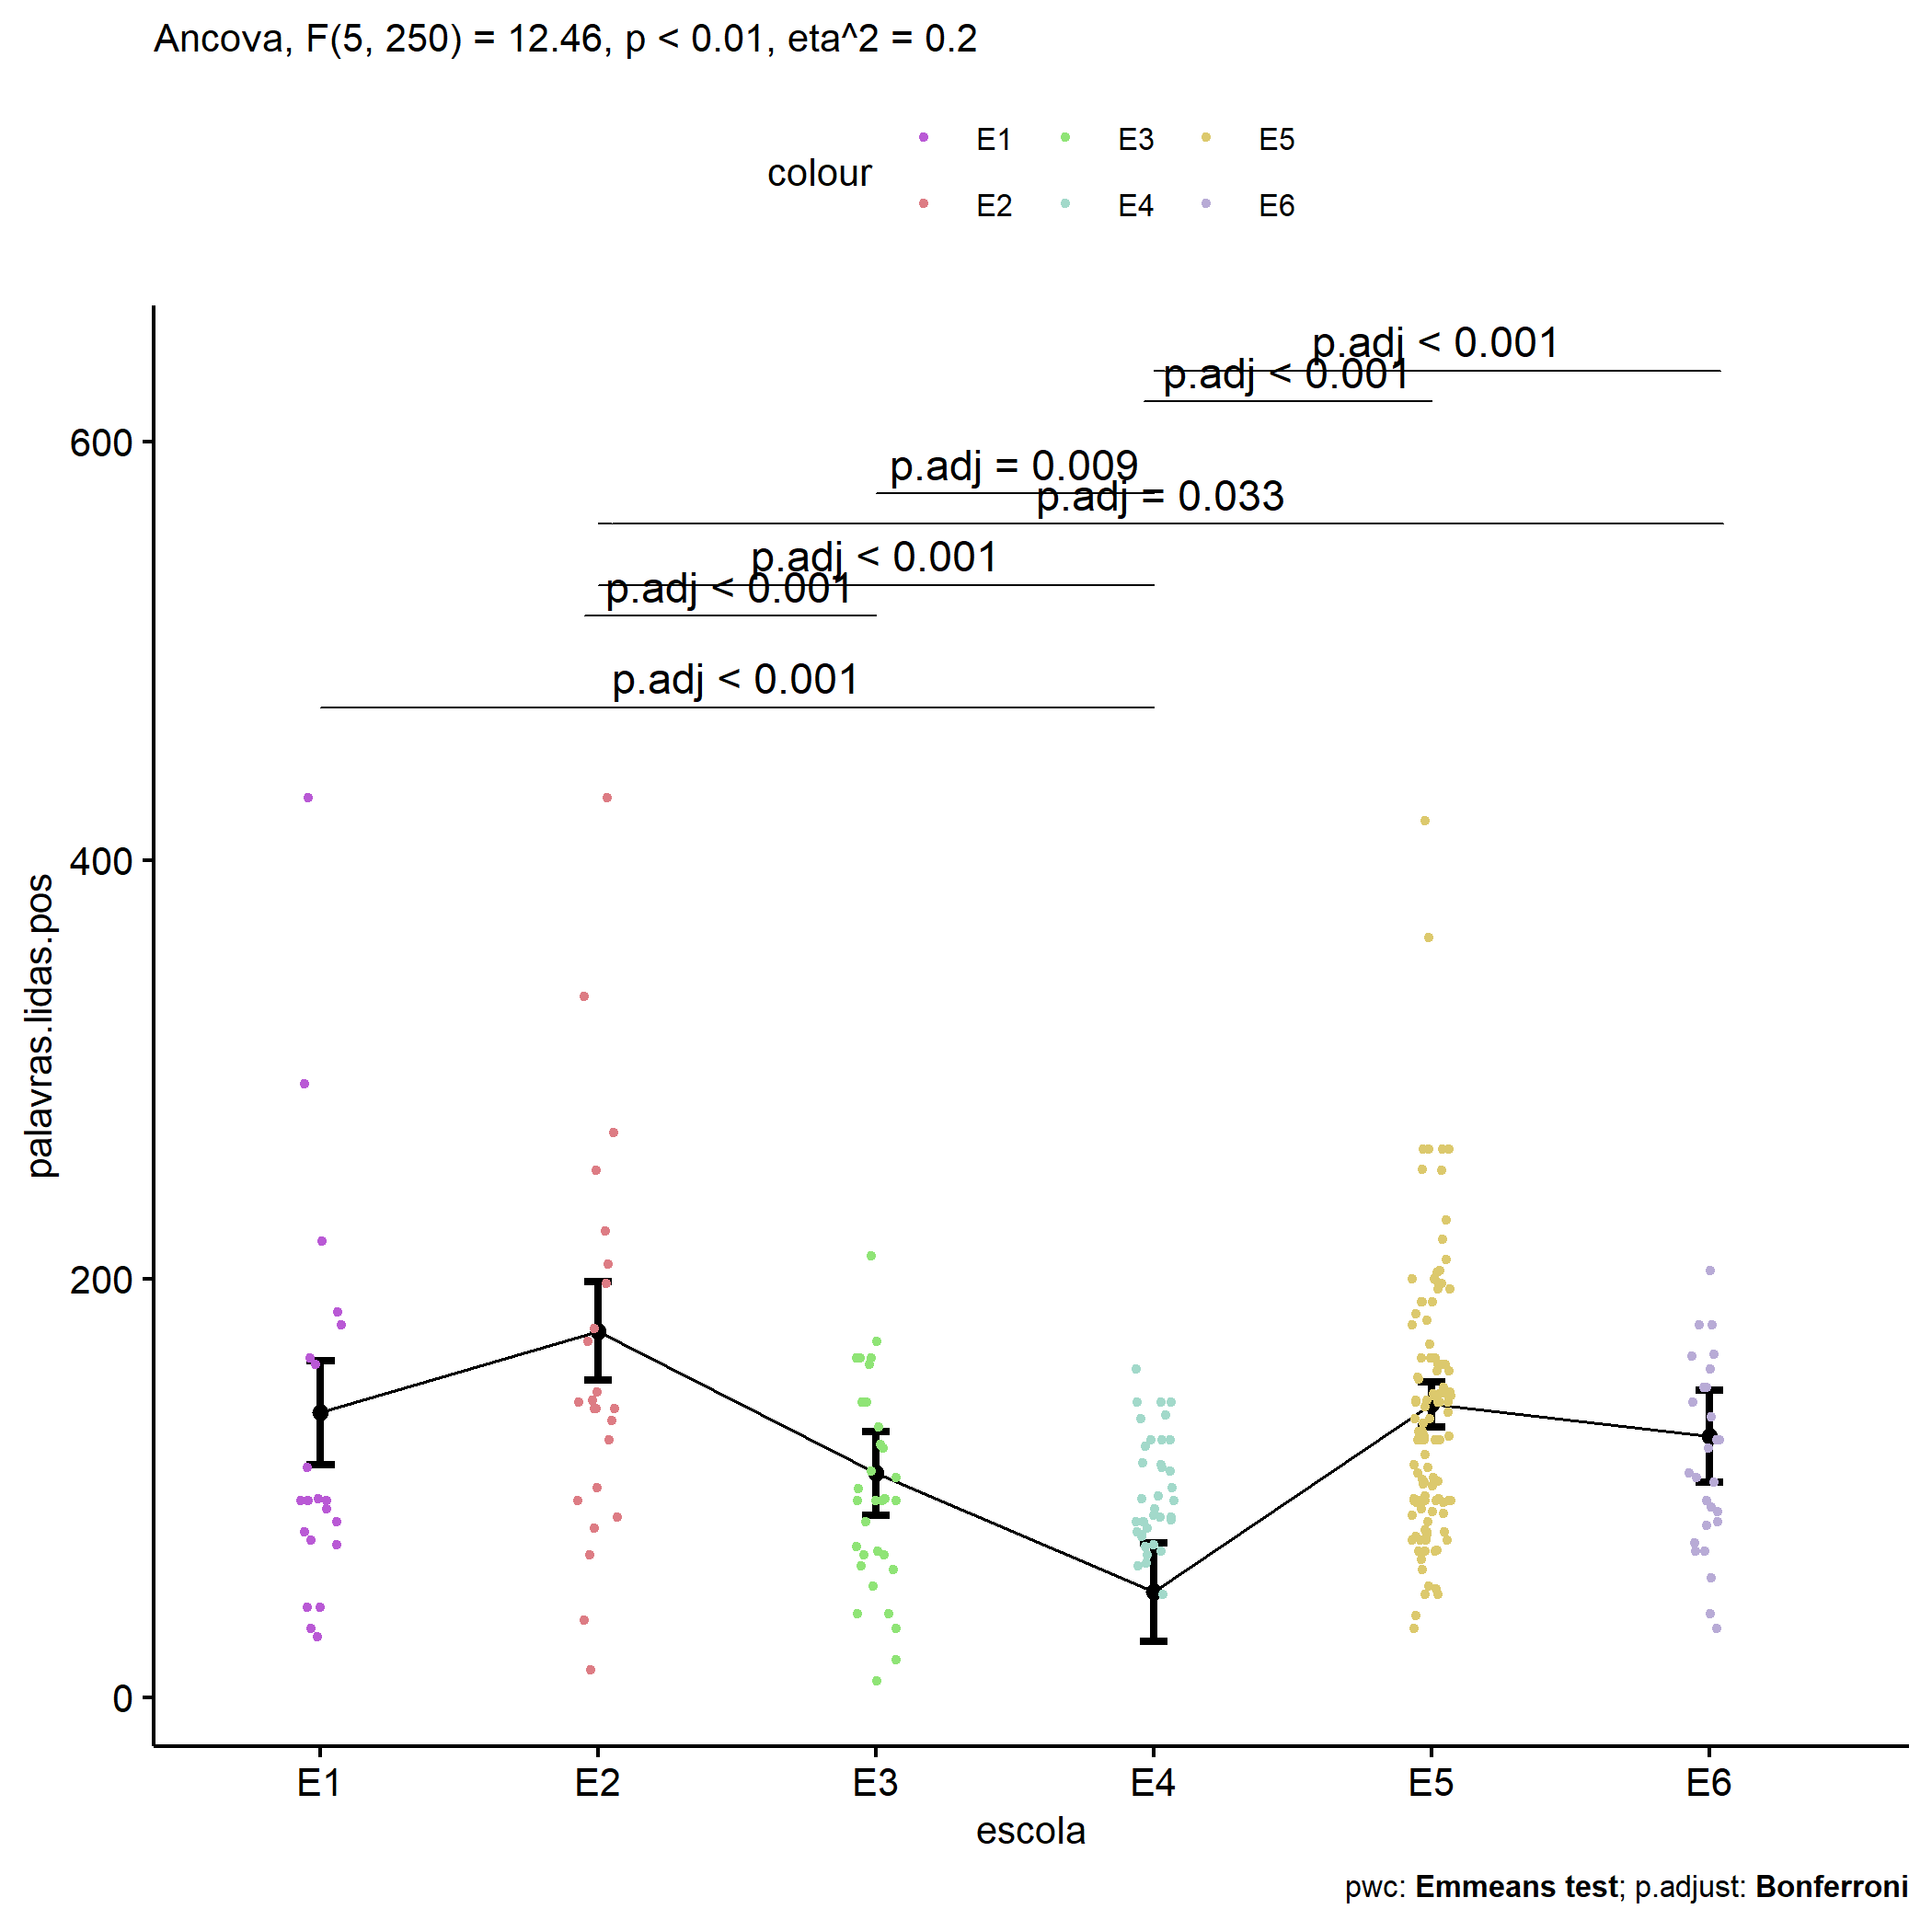 Ancova, F(5, 250) = 12.46, p < 0.01, eta^2 = 0.2
E1 E3 E5
colour
E2 E4 E6
p.adj < 0.001
p.adj < 0.001
600
p.adj = 0.009
p.adj = 0.033
p.adj < 0.001
p.adj < 0.001
p.adj < 0.001
400
palavras.lidas.pos
200
0
E1 E2 E3 E4 E5 E6
escola
pwc: Emmeans test; p.adjust: Bonferroni